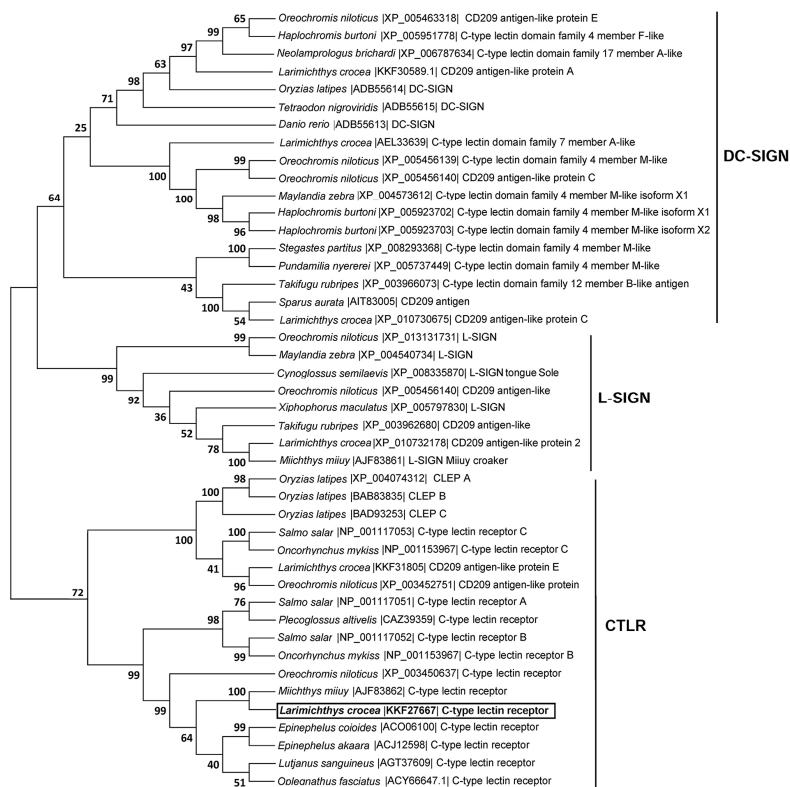 65 Oreochromis niloticus |XP_005463318| CD209 antigen-like protein E
99 Haplochromis burtoni |XP_005951778| C-type lectin domain family 4 member F-like
97 Neolamprologus brichardi |XP_006787634| C-type lectin domain family 17 member A-like
63 Larimichthys crocea |KKF30589.1| CD209 antigen-like protein A
98 Oryzias latipes |ADB55614| DC-SIGN
71 Tetraodon nigroviridis |ADB55615| DC-SIGN
25 Danio rerio |ADB55613| DC-SIGN
Larimichthys crocea |AEL33639| C-type lectin domain family 7 member A-like
DC-SIGN
99 Oreochromis niloticus |XP_005456139| C-type lectin domain family 4 member M-like
100 Oreochromis niloticus |XP_005456140| CD209 antigen-like protein C
64 100 Maylandia zebra |XP_004573612| C-type lectin domain family 4 member M-like isoform X1
98 Haplochromis burtoni |XP_005923702| C-type lectin domain family 4 member M-like isoform X1
96 Haplochromis burtoni |XP_005923703| C-type lectin domain family 4 member M-like isoform X2
100 Stegastes partitus |XP_008293368| C-type lectin domain family 4 member M-like
Pundamilia nyererei |XP_005737449| C-type lectin domain family 4 member M-like
43 Takifugu rubripes |XP_003966073| C-type lectin domain family 12 member B-like antigen
100 Sparus aurata |AIT83005| CD209 antigen
54 Larimichthys crocea |XP_010730675| CD209 antigen-like protein C
99 Oreochromis niloticus |XP_013131731| L-SIGN
Maylandia zebra |XP_004540734| L-SIGN
99 Cynoglossus semilaevis |XP_008335870| L-SIGN tongue Sole
92 Oreochromis niloticus |XP_005456140| CD209 antigen-like
L-SIGN
36 Xiphophorus maculatus |XP_005797830| L-SIGN
52 Takifugu rubripes |XP_003962680| CD209 antigen-like
78 Larimichthys crocea|XP_010732178| CD209 antigen-like protein 2
100 Miichthys miiuy |AJF83861| L-SIGN Miiuy croaker
98 Oryzias latipes |XP_004074312| CLEP A
100 Oryzias latipes |BAB83835| CLEP B
Oryzias latipes |BAD93253| CLEP C
100 100 Salmo salar |NP_001117053| C-type lectin receptor C
Oncorhynchus mykiss |NP_001153967| C-type lectin receptor C
41 Larimichthys crocea |KKF31805| CD209 antigen-like protein E
96 Oreochromis niloticus |XP_003452751| CD209 antigen-like protein
72 76 Salmo salar |NP_001117051| C-type lectin receptor A
98 Plecoglossus altivelis |CAZ39359| C-type lectin receptor
CTLR
Salmo salar |NP_001117052| C-type lectin receptor B
99 Oncorhynchus mykiss |NP_001153967| C-type lectin receptor B
99 Oreochromis niloticus |XP_003450637| C-type lectin receptor
100 Miichthys miiuy |AJF83862| C-type lectin receptor
99 Larimichthys crocea |KKF27667| C-type lectin receptor
99 Epinephelus coioides |ACO06100| C-type lectin receptor
64 Epinephelus akaara |ACJ12598| C-type lectin receptor
40 Lutjanus sanguineus |AGT37609| C-type lectin receptor
51 Oplegnathus fasciatus |ACY66647.1| C-type lectin receptor